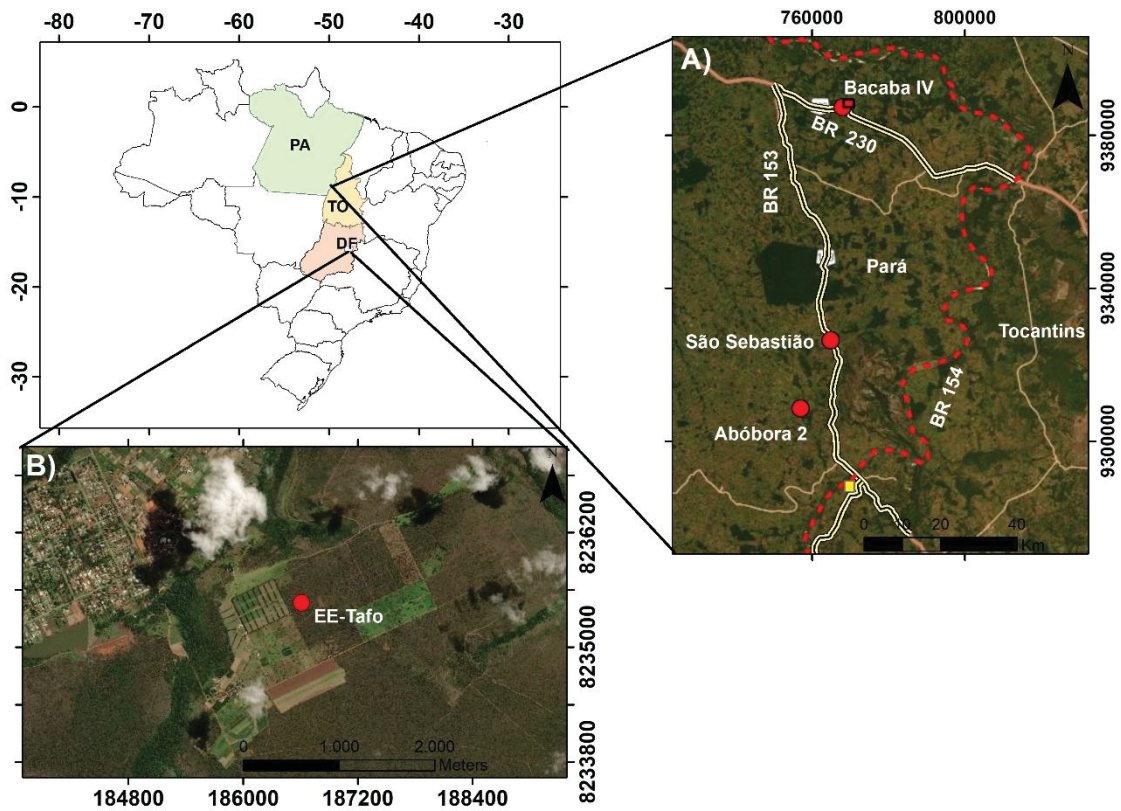 -80 -70 -60 -50 -40 -30
0
-10
-20
-30
PA
TO
DF
760000 800000
A)
N
Bacaba IV
BR 230
BR 153
Pará
São Sebastião
Tocantins
BR 154
Abóbora 2
9380000
9340000
9300000
0 10 20 40
Km
B)
N
EE-Tafo
8236200
8235000
8233800
0 1.000 2.000
Meters
184800 186000 187200 188400